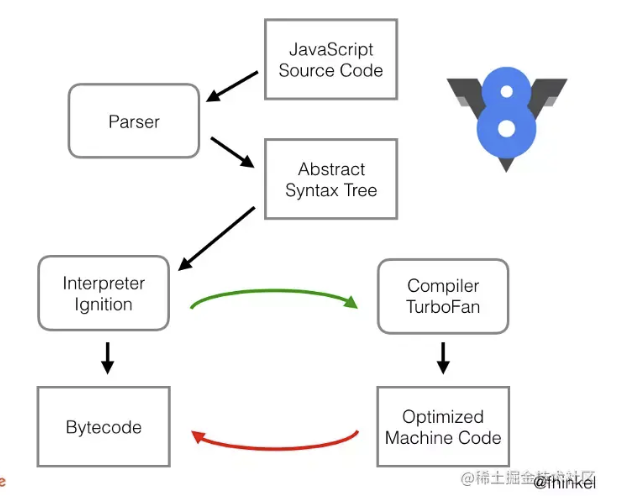 JavaScript
Source Code
Parser
Abstract
Syntax Tree
Interpreter
Ignition
Compiler
TurboFan
Bytecode
Optimized
Machine Code
8
e
@稀土掘金技术社区
@fhinkel